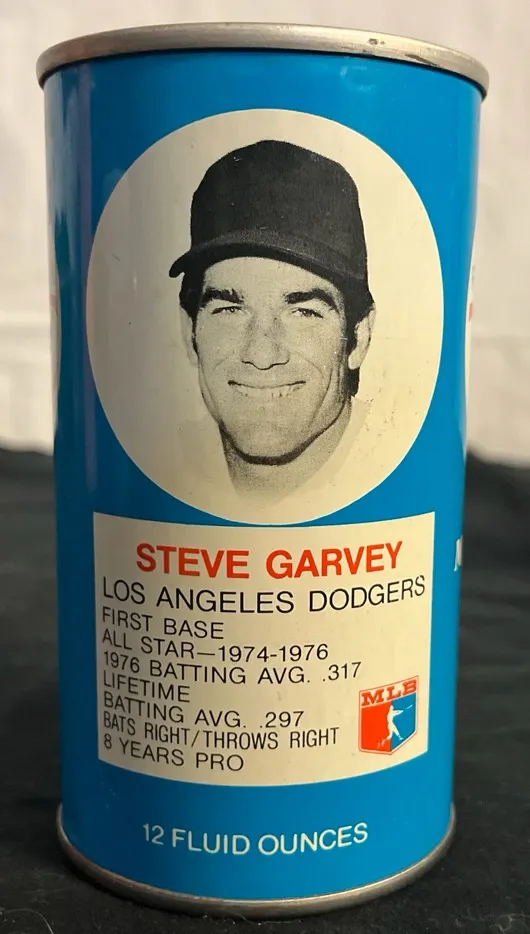 STEVE GARVEY
LOS ANGELES DODGERS
FIRST BASE
ALL STAR—1974-1976
1976 BATTING AVG. .317
LIFETIME
BATTING AVG. .297
BATS RIGHT/THROWS RIGHT
8 YEARS PRO
MLB
12 FLUID OUNCES